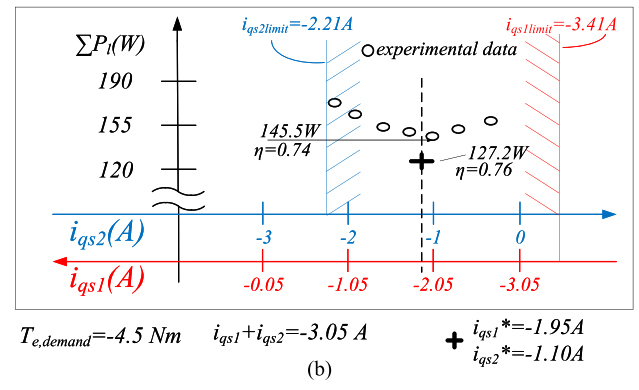 i_qs2limit=-2.21A
i_qs1limit=-3.41A
∑P_l(W)
experimental data
190
155
120
145.5W
η=0.74
127.2W
η=0.76
i_qs2(A)
-3
-2
-1
0
i_qs1(A)
-0.05
-1.05
-2.05
-3.05
T_e,demand=-4.5 Nm
i_qs1+i_qs2=-3.05 A
i_qs1*=-1.95A
i_qs2*=-1.10A
(b)